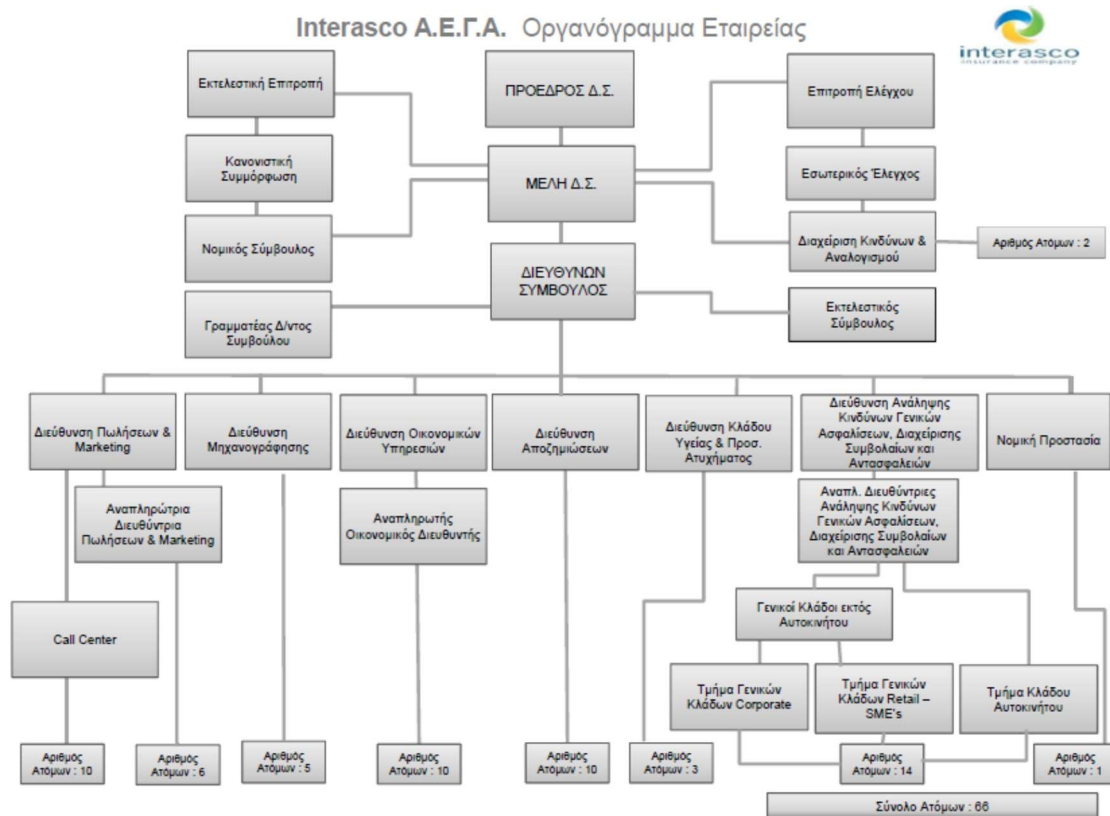 Interasco Α.Ε.Γ.Α. Οργανόγραμμα Εταιρείας
interasco
insurance company
Εκτελεστική Επιτροπή
ΠΡΟΕΔΡΟΣ Δ.Σ.
Επιτροπή Ελέγχου
Κανονιστική
Συμμόρφωση
ΜΕΛΗ Δ.Σ.
Εσωτερικός Έλεγχος
Νομικός Σύμβουλος
Διαχείριση Κινδύνων &
Αναλογισμού
Αριθμός Ατόμων : 2
ΔΙΕΥΘΥΝΩΝ
ΣΥΜΒΟΥΛΟΣ
Γραμματέας Δ/ντος
Συμβούλου
Εκτελεστικός
Σύμβουλος
Διεύθυνση Πωλήσεων &
Marketing
Διεύθυνση
Μηχανογράφησης
Διεύθυνση Οικονομικών
Υπηρεσιών
Διεύθυνση
Αποζημιώσεων
Διεύθυνση Κλάδου
Υγείας & Προσ.
Ατυχήματος
Διεύθυνση Ανάληψης
Κινδύνων Γενικών
Ασφαλίσεων, Διαχείρισης
Συμβολαίων και
Αντασφαλειών
Νομική Προστασία
Αναπληρώτρια
Διευθύντρια
Πωλήσεων & Marketing
Αναπληρωτής
Οικονομικός Διευθυντής
Αναπλ. Διευθύντριες
Ανάληψης Κινδύνων
Γενικών Ασφαλίσεων,
Διαχείρισης Συμβολαίων
και Αντασφαλειών
Call Center
Γενικοί Κλάδοι εκτός
Αυτοκινήτου
Τμήμα Γενικών
Κλάδων Corporate
Τμήμα Γενικών
Κλάδων Retail –
SME's
Τμήμα Κλάδου
Αυτοκινήτου
Αριθμός
Ατόμων : 10
Αριθμός
Ατόμων : 6
Αριθμός
Ατόμων : 5
Αριθμός
Ατόμων : 10
Αριθμός
Ατόμων : 10
Αριθμός
Ατόμων : 3
Αριθμός
Ατόμων : 14
Αριθμός
Ατόμων : 1
Σύνολο Ατόμων : 66